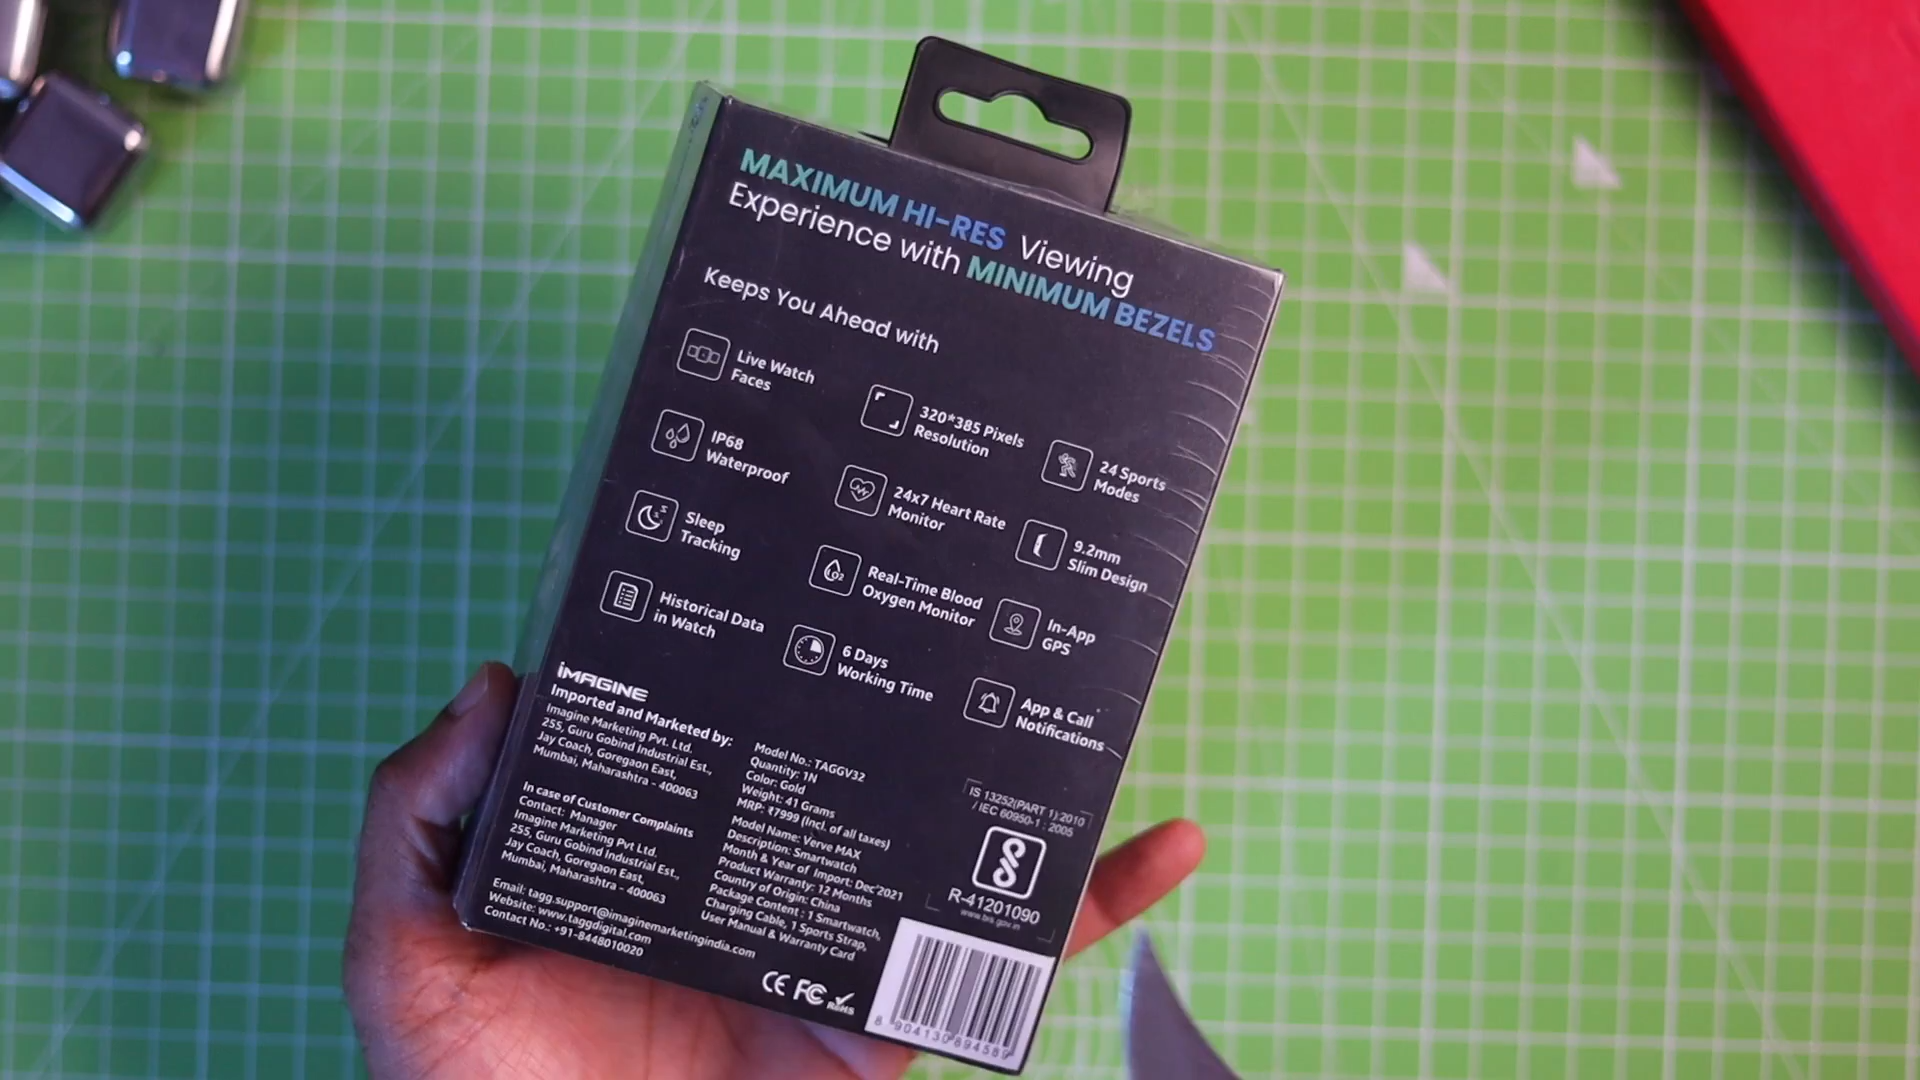 MAXIMUM HI-RES Viewing
Experience with MINIMUM BEZELS
Keeps You Ahead with
Live Watch
Faces
320*385 Pixels
Resolution
24 Sports
Modes
IP68
Waterproof
24x7 Heart Rate
Monitor
9.2mm
Slim Design
Sleep
Tracking
Real-Time Blood
Oxygen Monitor
In-App
GPS
Historical Data
in Watch
6 Days
Working Time
App & Call
Notifications
IMAGINE
Imported and Marketed by:
Imagine Marketing Pvt. Ltd.
255, Guru Gobind Industrial Est.,
Jay Coach, Goregaon East,
Mumbai, Maharashtra - 400063
In case of Customer Complaints
Contact: Manager
Imagine Marketing Pvt Ltd.
255, Guru Gobind Industrial Est.,
Jay Coach, Goregaon East,
Mumbai, Maharashtra - 400063
Email: tagg.support@imaginemarketingindia.com
Website: www.taggdigital.com
Contact No.: +91-8448010020
Model No.: TAGGV32
Quantity: 1N
Color: Gold
Weight: 41 Grams
MRP: ₹7999 (Incl. of all taxes)
Model Name: Verve MAX
Description: Smartwatch
Month & Year of Import: Dec'2021
Product Warranty: 12 Months
Country of Origin: China
Package Content : 1 Smartwatch,
Charging Cable, 1 Sports Strap,
User Manual & Warranty Card
IS 13252(PART 1):2010
/ IEC 60950-1 : 2005
R-41201090
www.bis.gov.in
CE FC RoHS
8 904130 894589